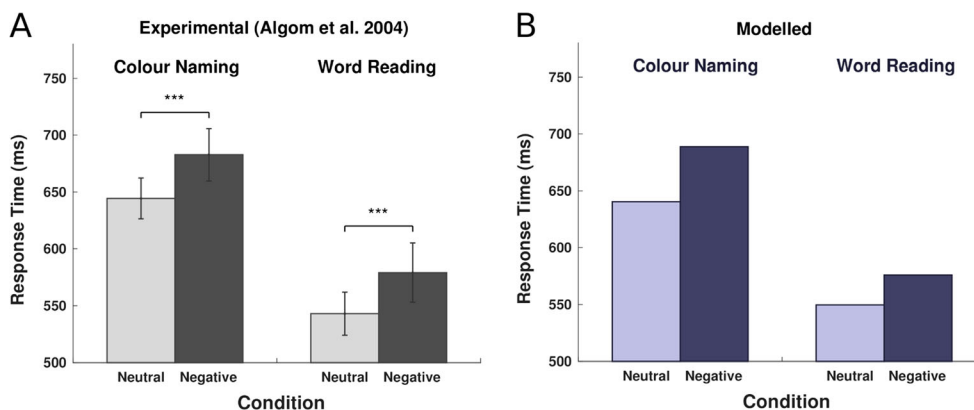 A
Experimental (Algom et al. 2004)
Colour Naming
Word Reading
***
***
750
700
650
600
550
500
Response Time (ms)
Neutral Negative Neutral Negative
Condition
B
Modelled
Colour Naming
Word Reading
750
700
650
600
550
500
Response Time (ms)
Neutral Negative Neutral Negative
Condition